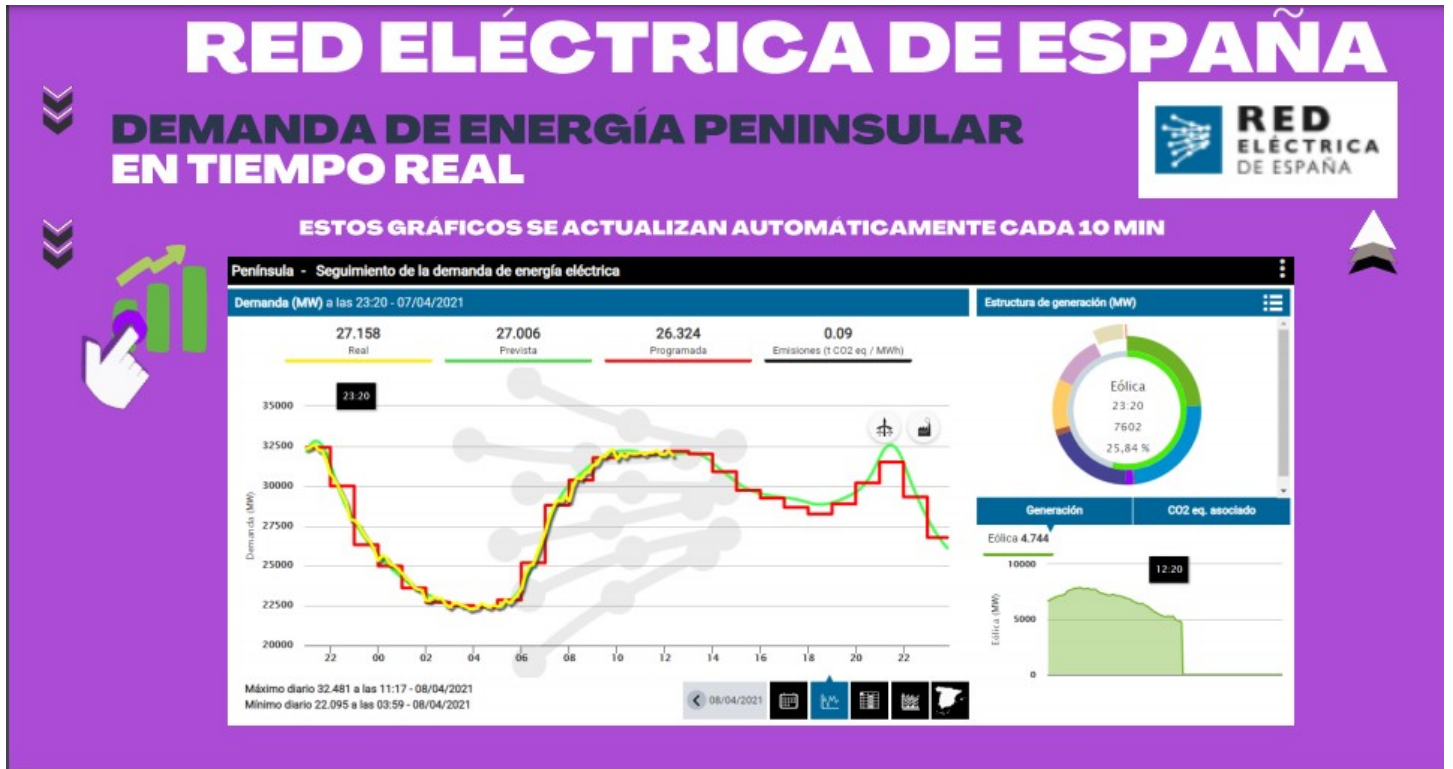 RED ELÉCTRICA DE ESPAÑA
DEMANDA DE ENERGÍA PENINSULAR
EN TIEMPO REAL
RED
ELÉCTRICA
DE ESPAÑA
ESTOS GRÁFICOS SE ACTUALIZAN AUTOMÁTICAMENTE CADA 10 MIN
Península - Seguimiento de la demanda de energía eléctrica
Demanda (MW) a las 23:20 - 07/04/2021
27.158 27.006 26.324 0.09
Real Prevista Programada Emisiones (t CO2 eq / MWh)
23:20
35000
32500
30000
27500
25000
22500
20000
Demanda (MW)
22 00 02 04 06 08 10 12 14 16 18 20 22
Máximo diario 32.481 a las 11:17 - 08/04/2021
Mínimo diario 22.095 a las 03:59 - 08/04/2021
08/04/2021
Estructura de generación (MW)
Eólica
23:20
7602
25,84 %
Generación CO2 eq. asociado
Eólica 4.744
12:20
10000
5000
0
Eólica (MW)